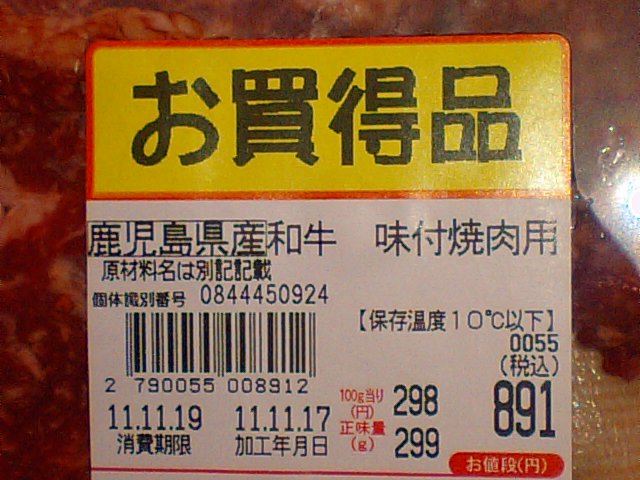 お買得品
鹿児島県産和牛 味付焼肉用
原材料名は別記記載
個体識別番号 0844450924
【保存温度10℃以下】
0055
(税込)
2 790055 008912
100g当り(円) 298
891
11.11.19 11.11.17
正味量(g) 299
消費期限 加工年月日
お値段(円)